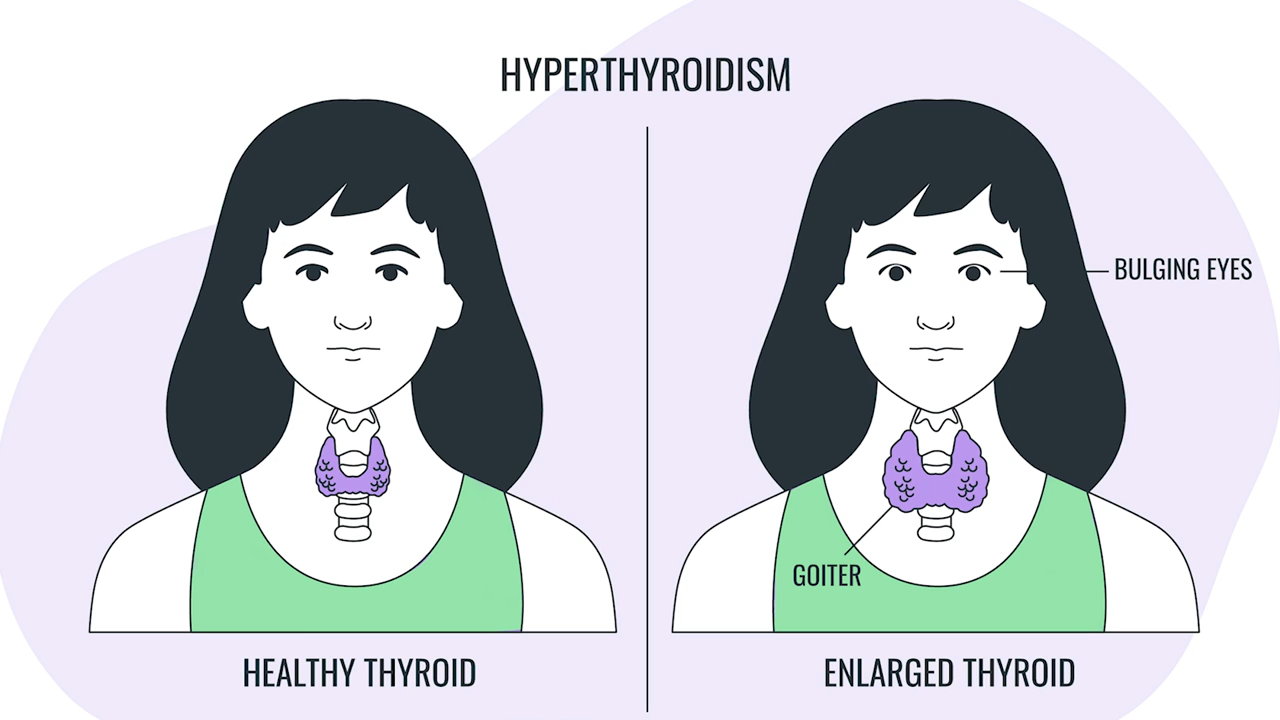 HYPERTHYROIDISM
BULGING EYES
GOITER
HEALTHY THYROID
ENLARGED THYROID